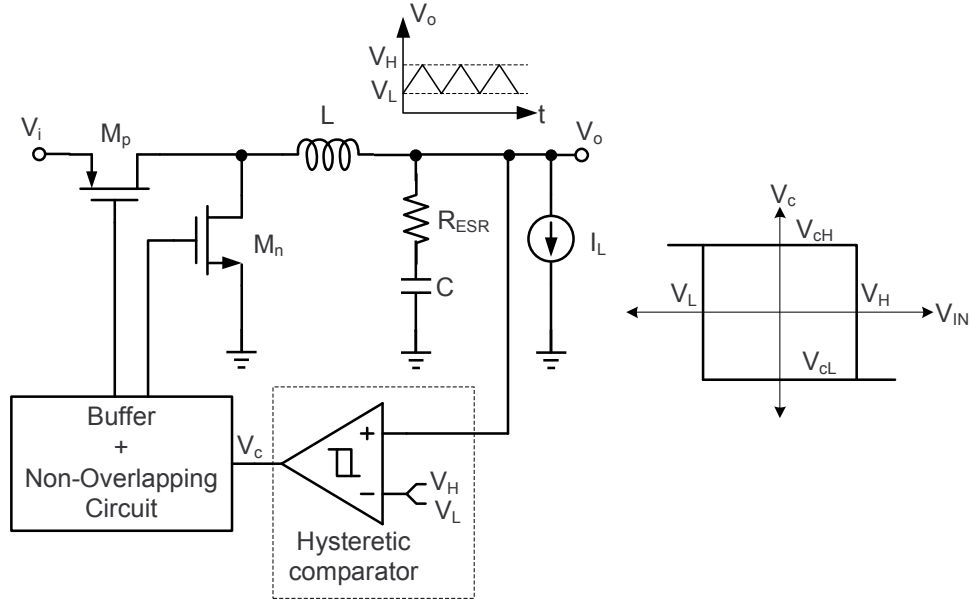 Vo
VH
VL
t
L
Vi
Mp
Vo
Mn
RESR
C
IL
Vc
VcH
VL
VH
VIN
VcL
Buffer
+
Non-Overlapping
Circuit
Vc
+
−
VH
VL
Hysteretic
comparator